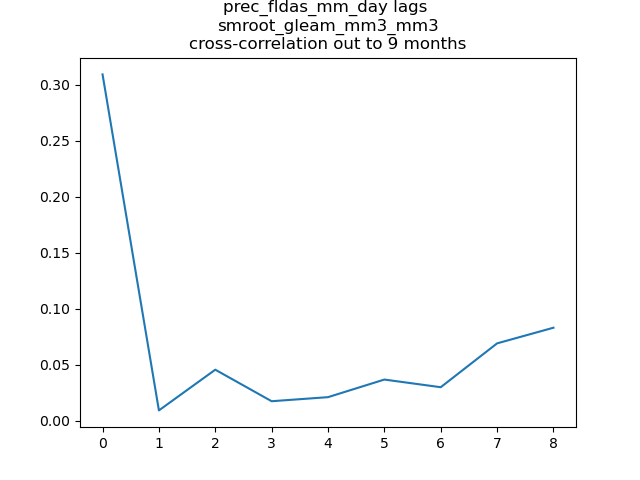 prec_fldas_mm_day lags
smroot_gleam_mm3_mm3
cross-correlation out to 9 months
0.30
0.25
0.20
0.15
0.10
0.05
0.00
0 1 2 3 4 5 6 7 8